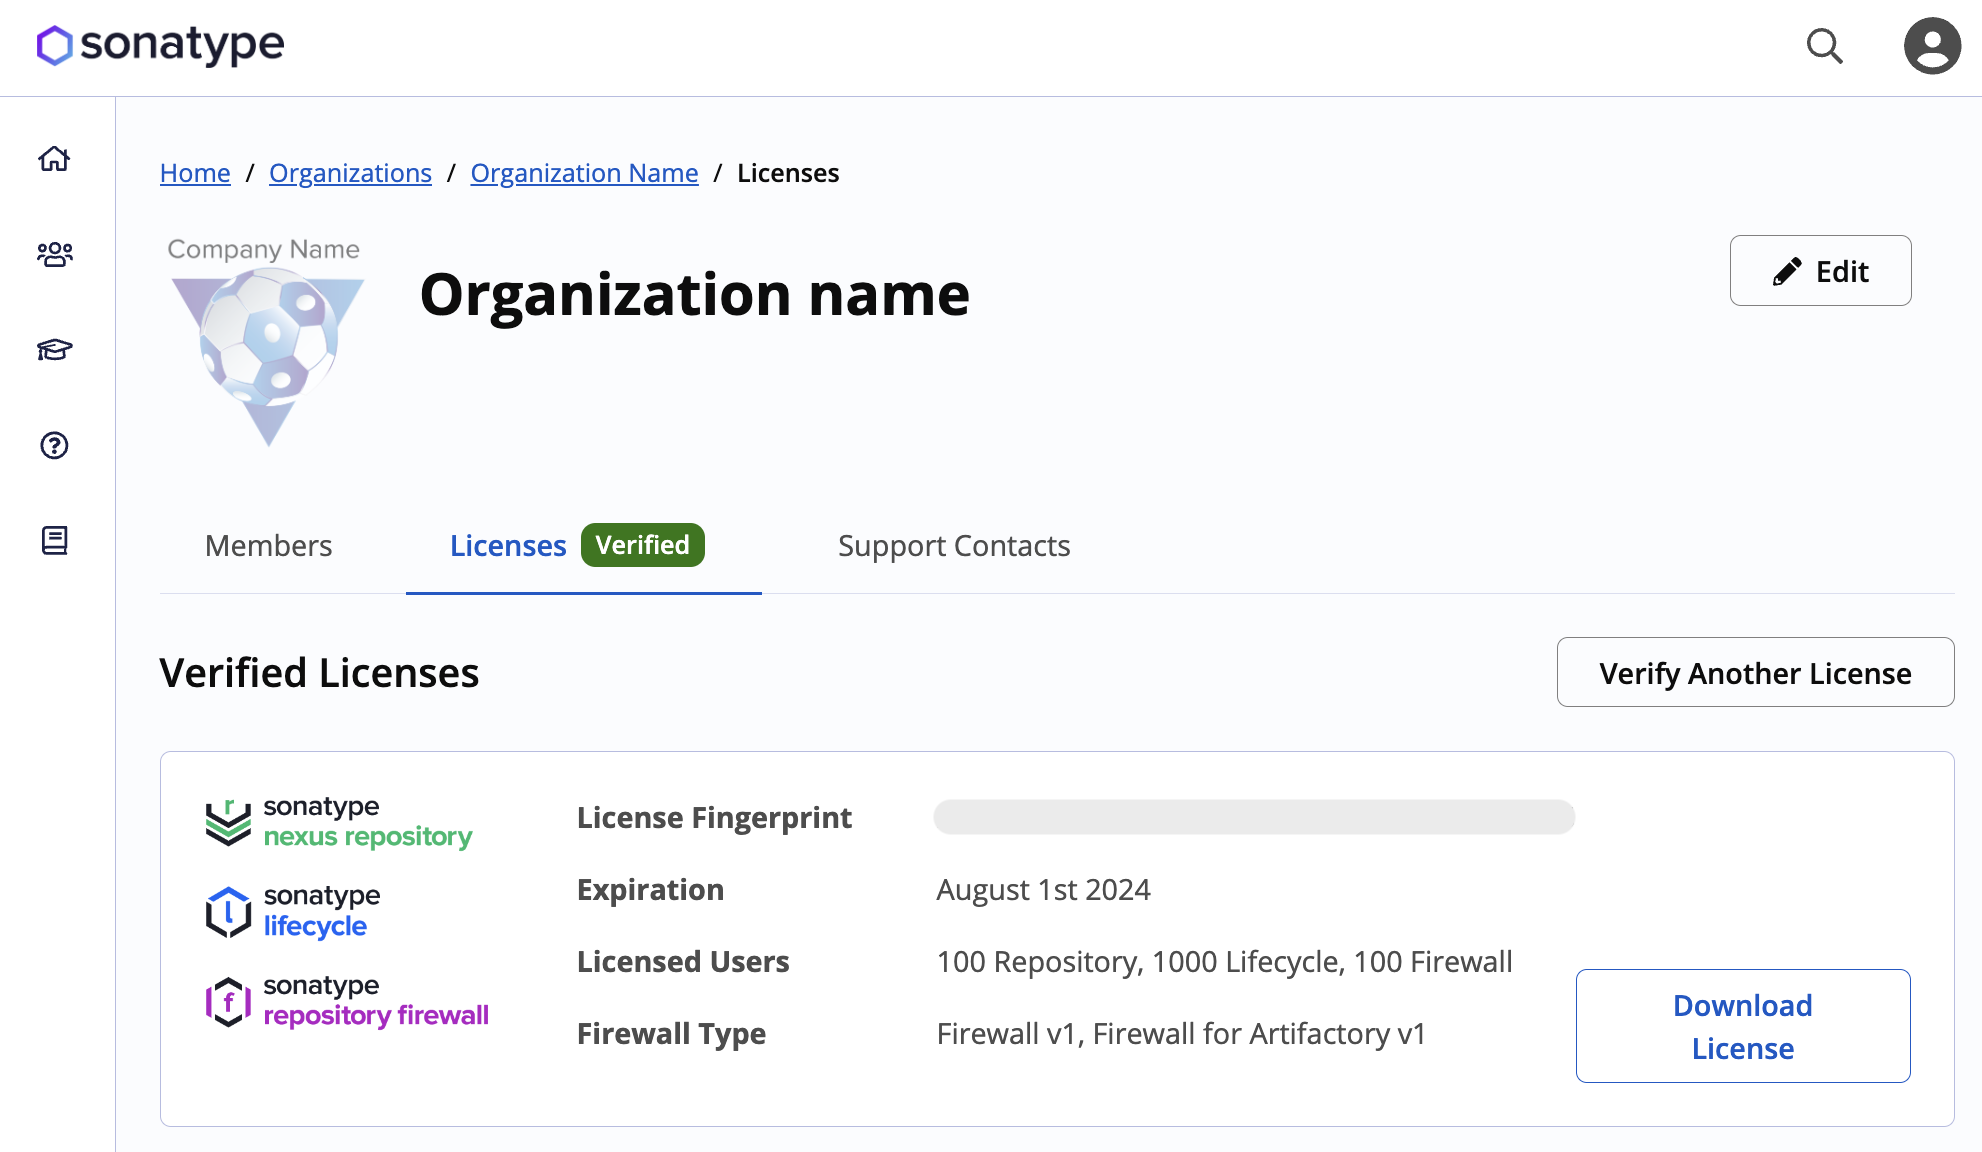 sonatype
Home / Organizations / Organization Name / Licenses
Company Name
Organization name
Edit
Members
Licenses Verified
Support Contacts
Verified Licenses
Verify Another License
sonatype
nexus repository
sonatype
lifecycle
sonatype
repository firewall
License Fingerprint
Expiration August 1st 2024
Licensed Users 100 Repository, 1000 Lifecycle, 100 Firewall
Firewall Type Firewall v1, Firewall for Artifactory v1
Download
License